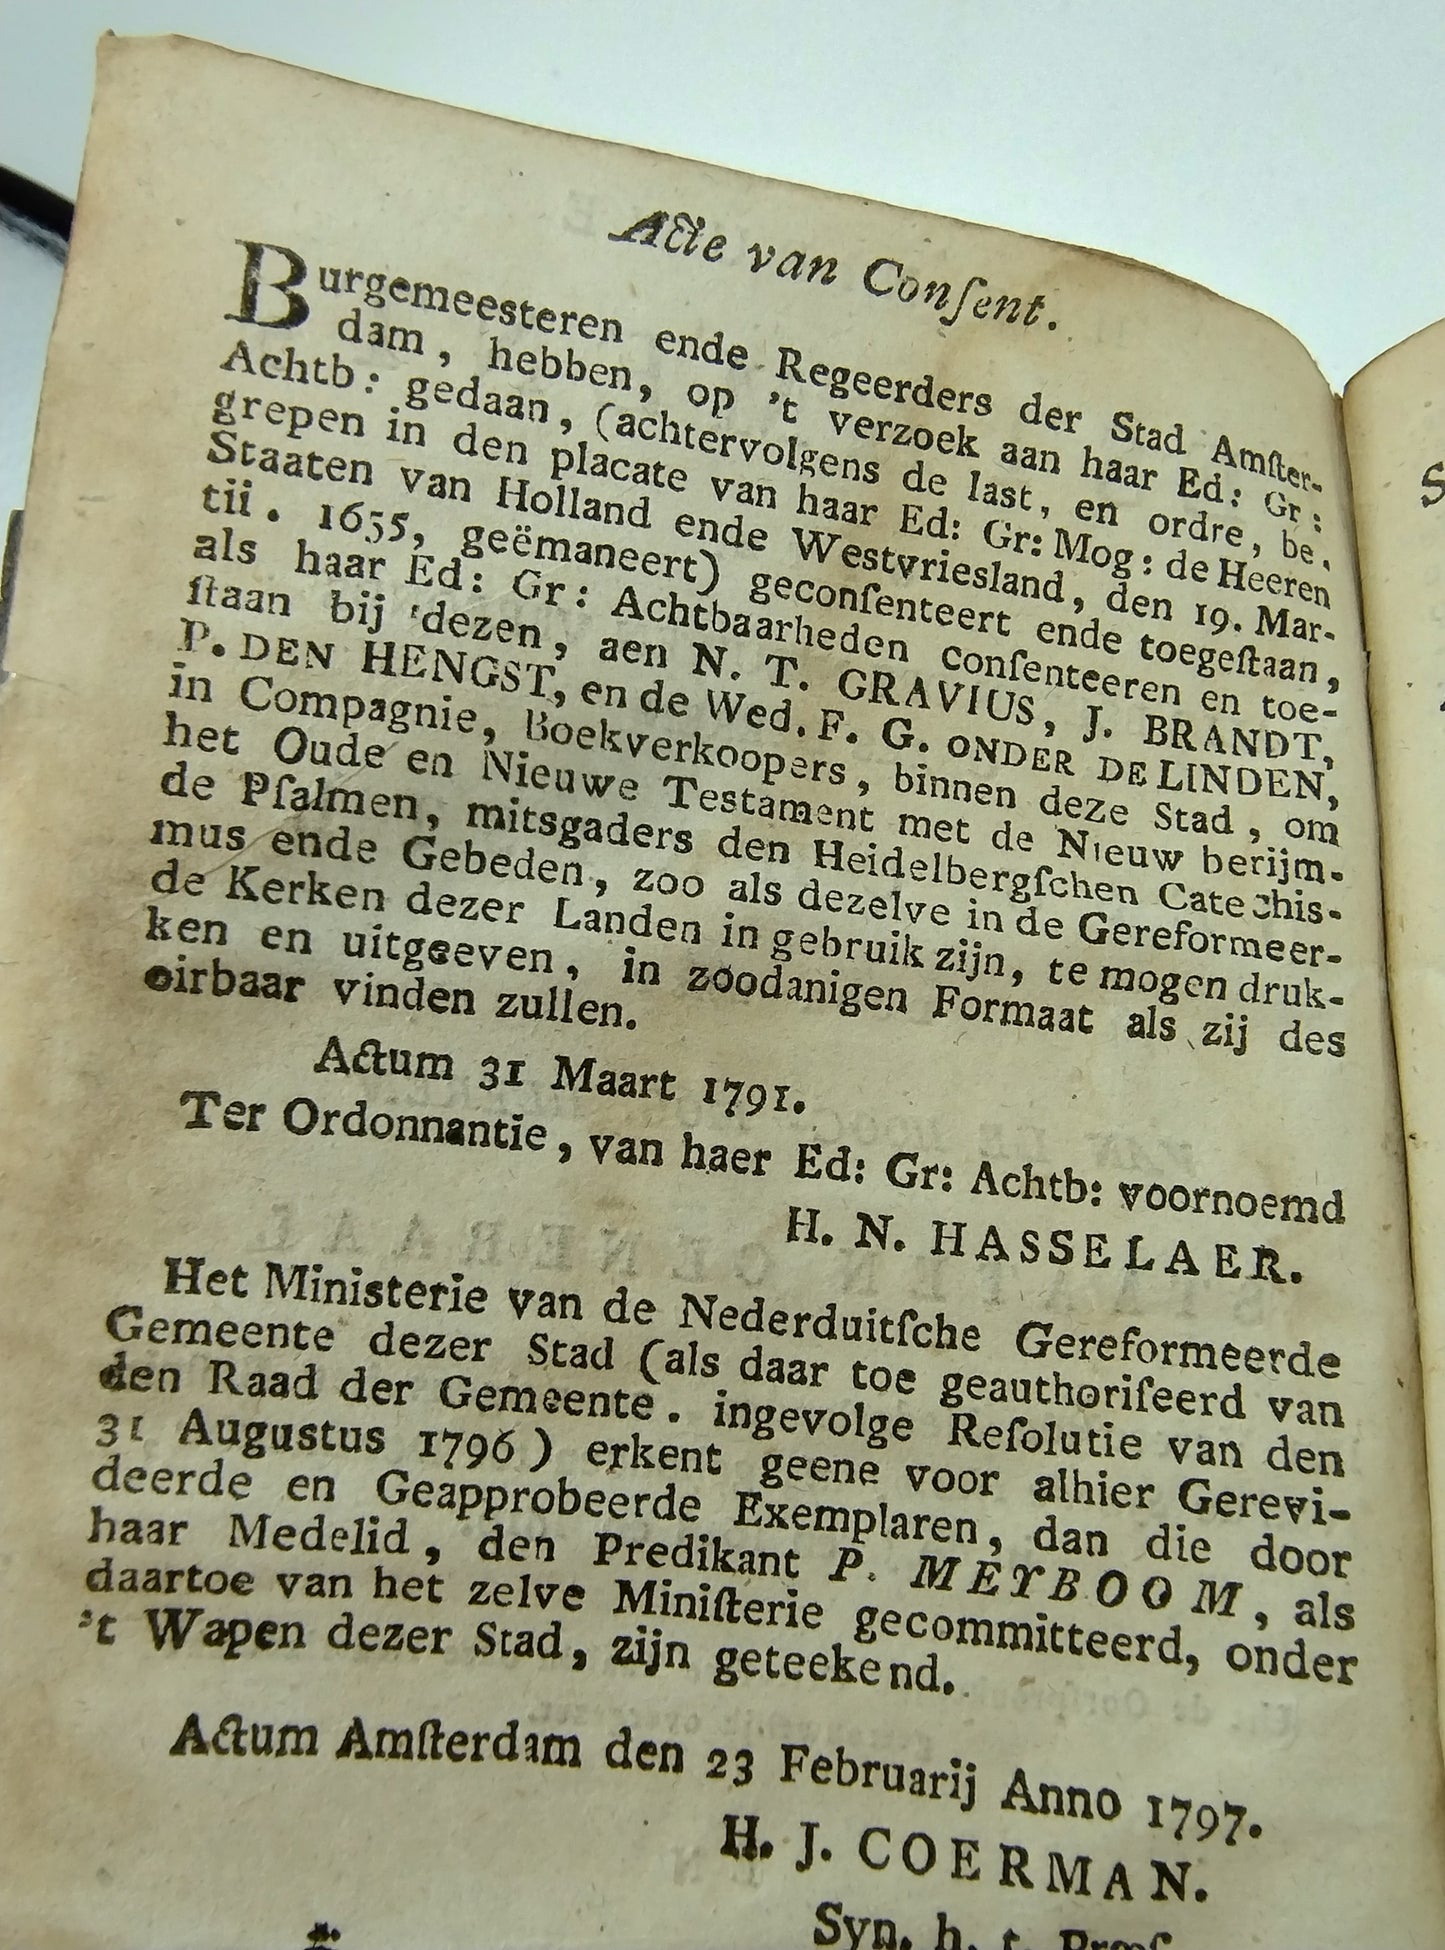 Acte van Conſent.
Burgemeesteren ende Regeerders der Stad Amſter-
dam, hebben, op 't verzoek aan haar Ed: Gr:
Achtb: gedaan, (achtervolgens de last, en ordre, be.
grepen in den placate van haar Ed: Gr: Mog: de Heeren
Staaten van Holland ende Westvriesland, den 19. Mar-
tii. 1655, geëmaneert) geconſenteert ende toegeſtaan,
als haar Ed: Gr: Achtbaarheden conſenteeren en toe-
ſtaan bij 'dezen, aen N. T. GRAVIUS, J. BRANDT,
P. DEN HENGST, en de Wed. F. G. ONDER DE LINDEN,
in Compagnie, Boekverkoopers, binnen deze Stad, om
het Oude en Nieuwe Testament met de Nieuw berijm-
de Pſalmen, mitsgaders den Heidelbergſchen Catechis-
mus ende Gebeden, zoo als dezelve in de Gereformeer-
de Kerken dezer Landen in gebruik zijn, te mogen druk-
ken en uitgeeven, in zoodanigen Formaat als zij des
oirbaar vinden zullen.
Actum 31 Maart 1791.
Ter Ordonnantie, van haer Ed: Gr: Achtb: voornoemd
H. N. HASSELAER.
Het Ministerie van de Nederduitſche Gereformeerde
Gemeente dezer Stad (als daar toe geauthoriſeerd van
den Raad der Gemeente. ingevolge Reſolutie van den
31 Augustus 1796) erkent geene voor alhier Gerevi-
deerde en Geapprobeerde Exemplaren, dan die door
haar Medelid, den Predikant P. MEYBOOM, als
daartoe van het zelve Miniſterie gecommitteerd, onder
't Wapen dezer Stad, zijn geteekend.
Actum Amſterdam den 23 Februarij Anno 1797.
H. J. COERMAN.
Syn. h. t. Præſ.